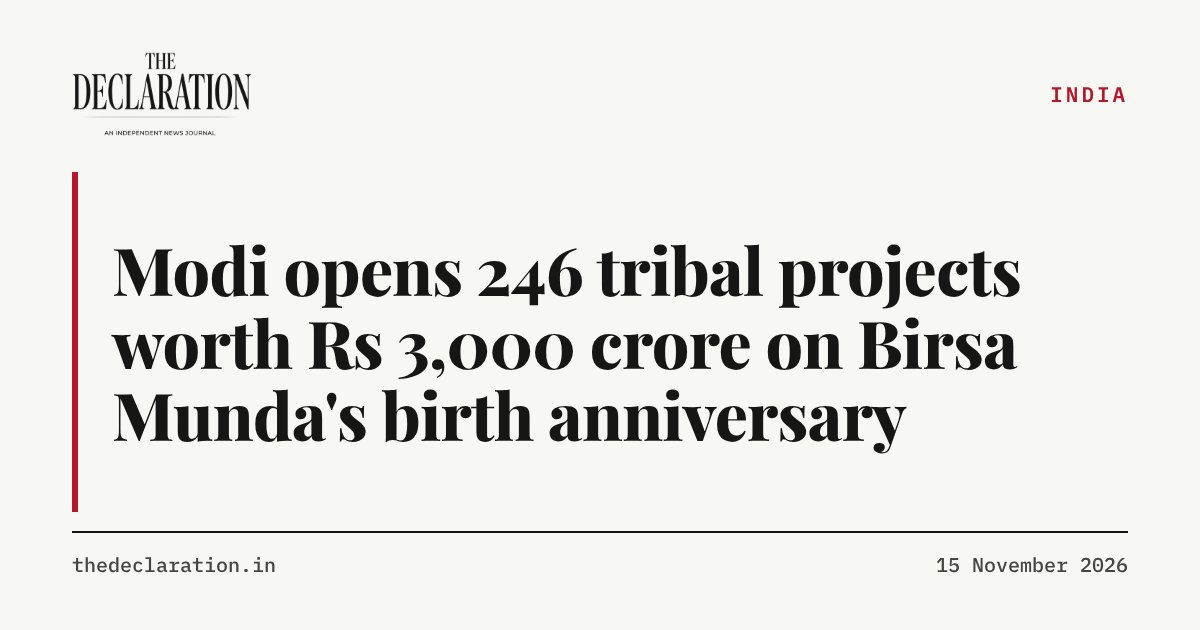 THE
DECLARATION
AN INDEPENDENT NEWS JOURNAL
INDIA
Modi opens 246 tribal projects
worth Rs 3,000 crore on Birsa
Munda's birth anniversary
thedeclaration.in
15 November 2026